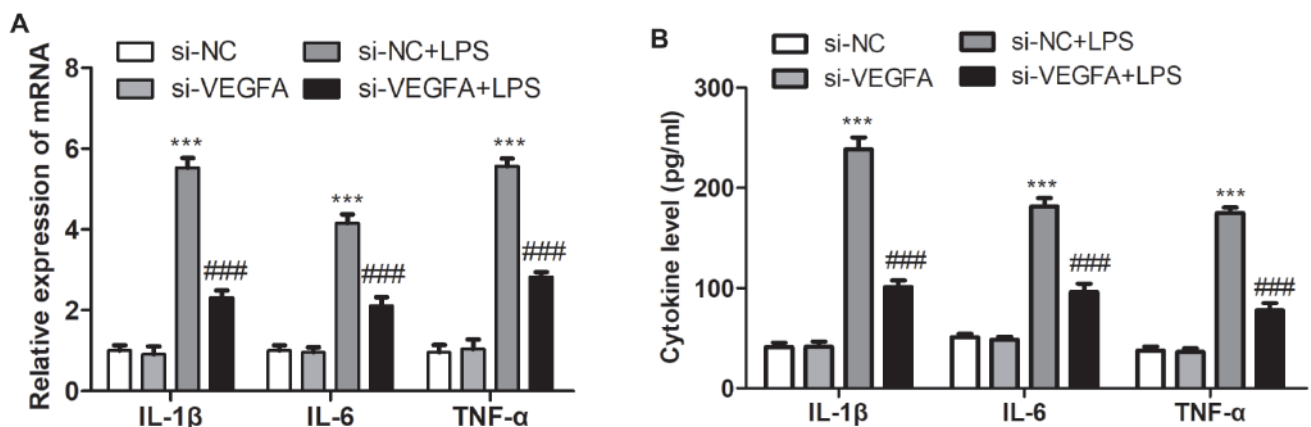 A
si-NC
si-NC+LPS
si-VEGFA
si-VEGFA+LPS
Relative expression of mRNA
8
6
4
2
0
***
###
***
###
***
###
IL-1β
IL-6
TNF-α
B
si-NC
si-NC+LPS
si-VEGFA
si-VEGFA+LPS
Cytokine level (pg/ml)
300
200
100
0
***
###
***
###
***
###
IL-1β
IL-6
TNF-α